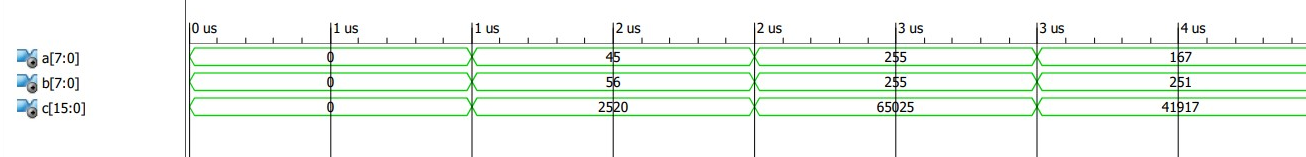 0 us 1 us 1 us 2 us 2 us 3 us 3 us 4 us
a[7:0] 0 45 255 167
b[7:0] 0 56 255 251
c[15:0] 0 2520 65025 41917